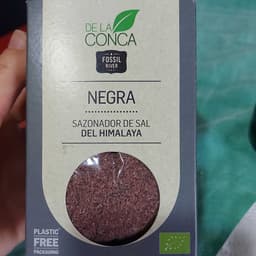 DE LA
CONCA
FOSSIL
RIVER
NEGRA
SAZONADOR DE SAL
DEL HIMALAYA
PLASTIC
FREE
PACKAGING